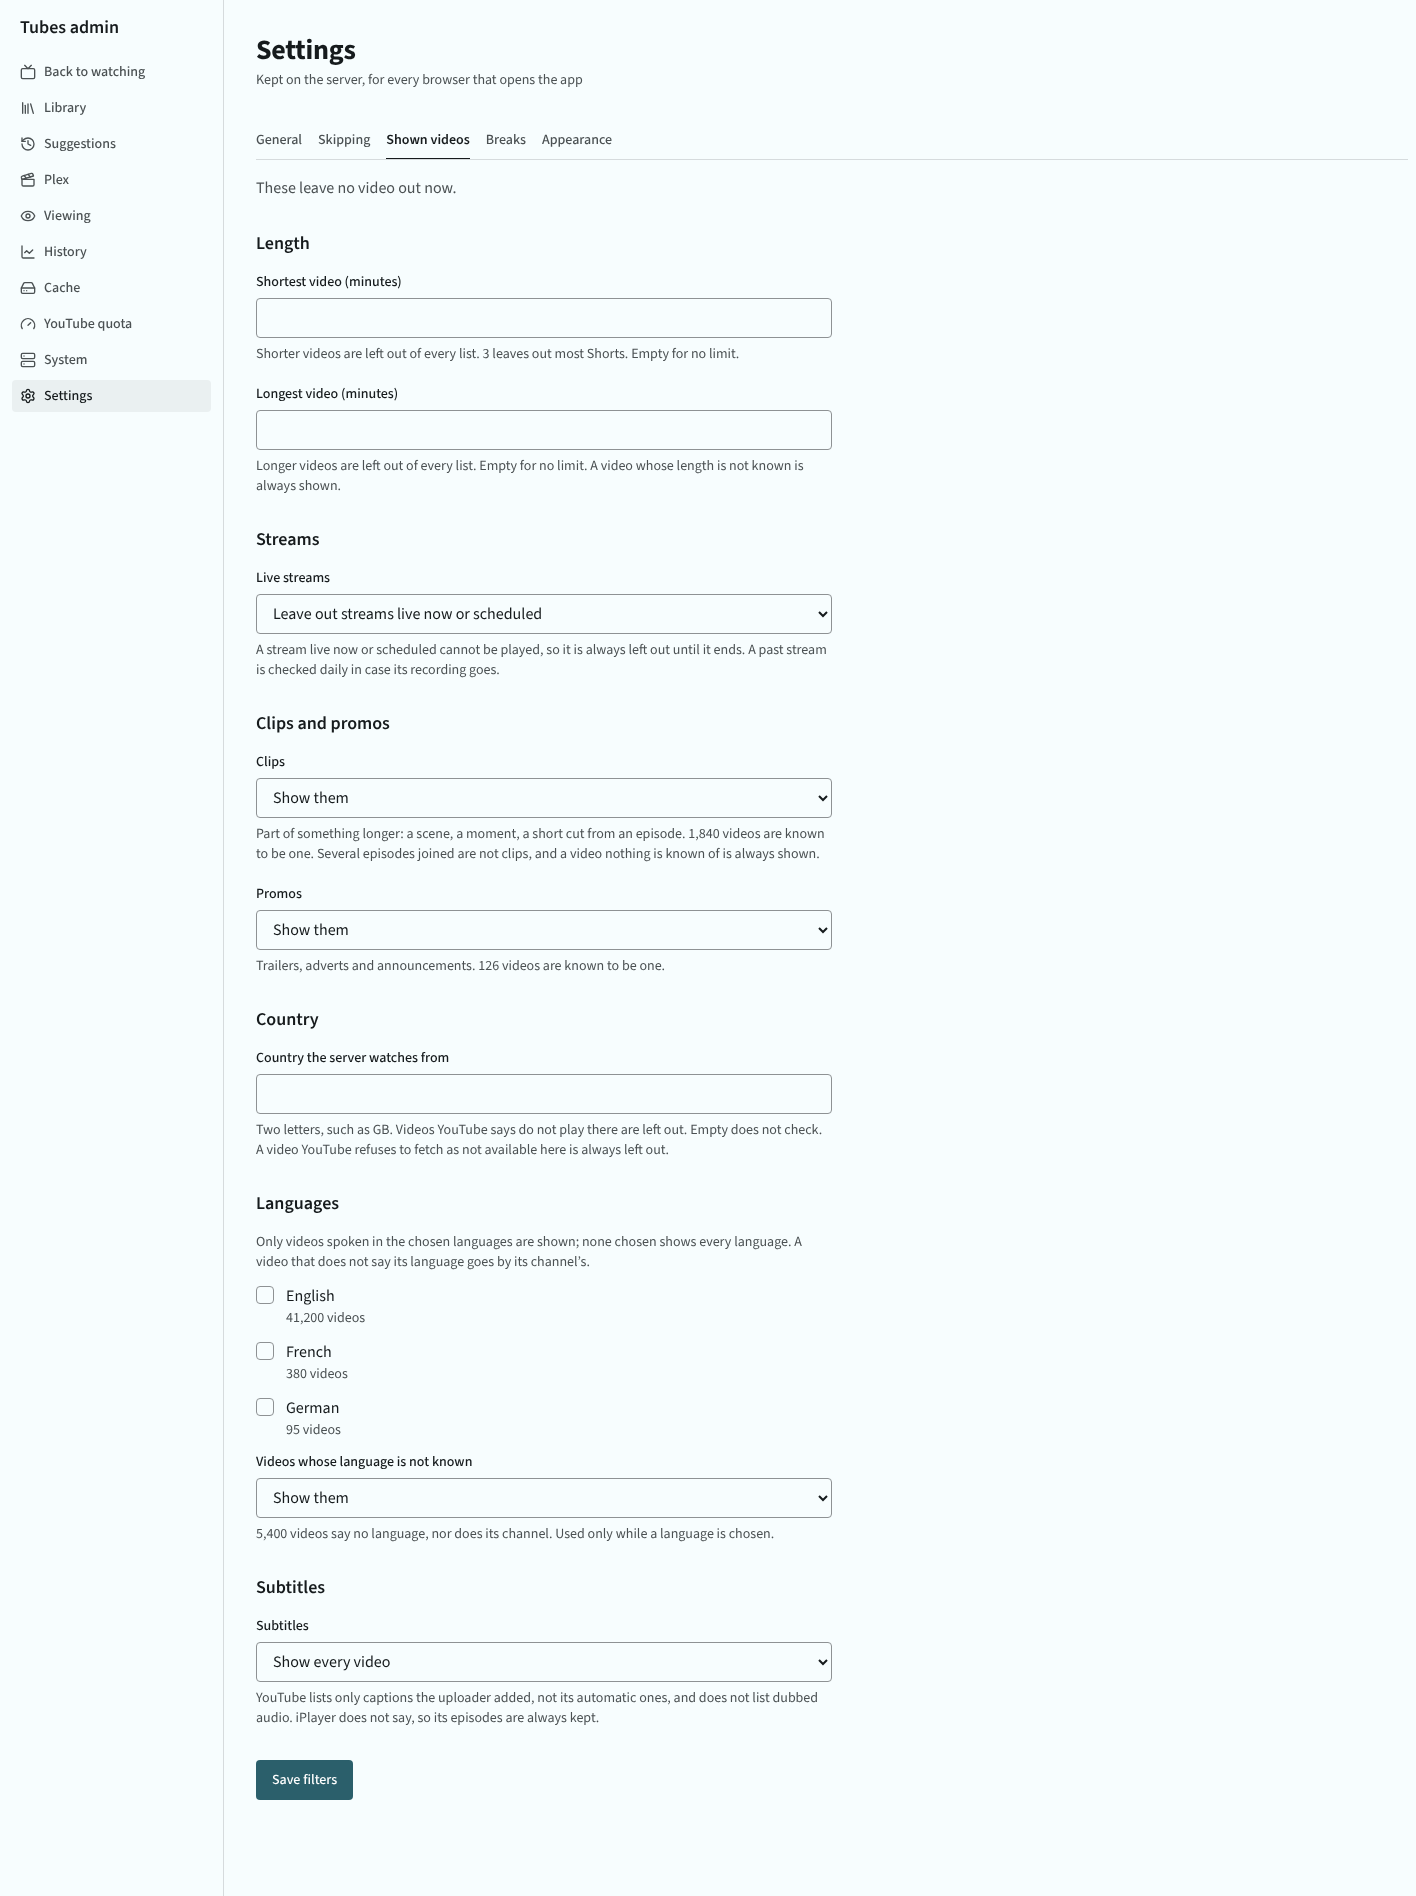 Tubes admin
Back to watching
Library
Suggestions
Plex
Viewing
History
Cache
YouTube quota
System
Settings
Settings
Kept on the server, for every browser that opens the app
General Skipping Shown videos Breaks Appearance
These leave no video out now.
Length
Shortest video (minutes)
Shorter videos are left out of every list. 3 leaves out most Shorts. Empty for no limit.
Longest video (minutes)
Longer videos are left out of every list. Empty for no limit. A video whose length is not known is
always shown.
Streams
Live streams
Leave out streams live now or scheduled
A stream live now or scheduled cannot be played, so it is always left out until it ends. A past stream
is checked daily in case its recording goes.
Clips and promos
Clips
Show them
Part of something longer: a scene, a moment, a short cut from an episode. 1,840 videos are known
to be one. Several episodes joined are not clips, and a video nothing is known of is always shown.
Promos
Show them
Trailers, adverts and announcements. 126 videos are known to be one.
Country
Country the server watches from
Two letters, such as GB. Videos YouTube says do not play there are left out. Empty does not check.
A video YouTube refuses to fetch as not available here is always left out.
Languages
Only videos spoken in the chosen languages are shown; none chosen shows every language. A
video that does not say its language goes by its channel's.
English
41,200 videos
French
380 videos
German
95 videos
Videos whose language is not known
Show them
5,400 videos say no language, nor does its channel. Used only while a language is chosen.
Subtitles
Subtitles
Show every video
YouTube lists only captions the uploader added, not its automatic ones, and does not list dubbed
audio. iPlayer does not say, so its episodes are always kept.
Save filters